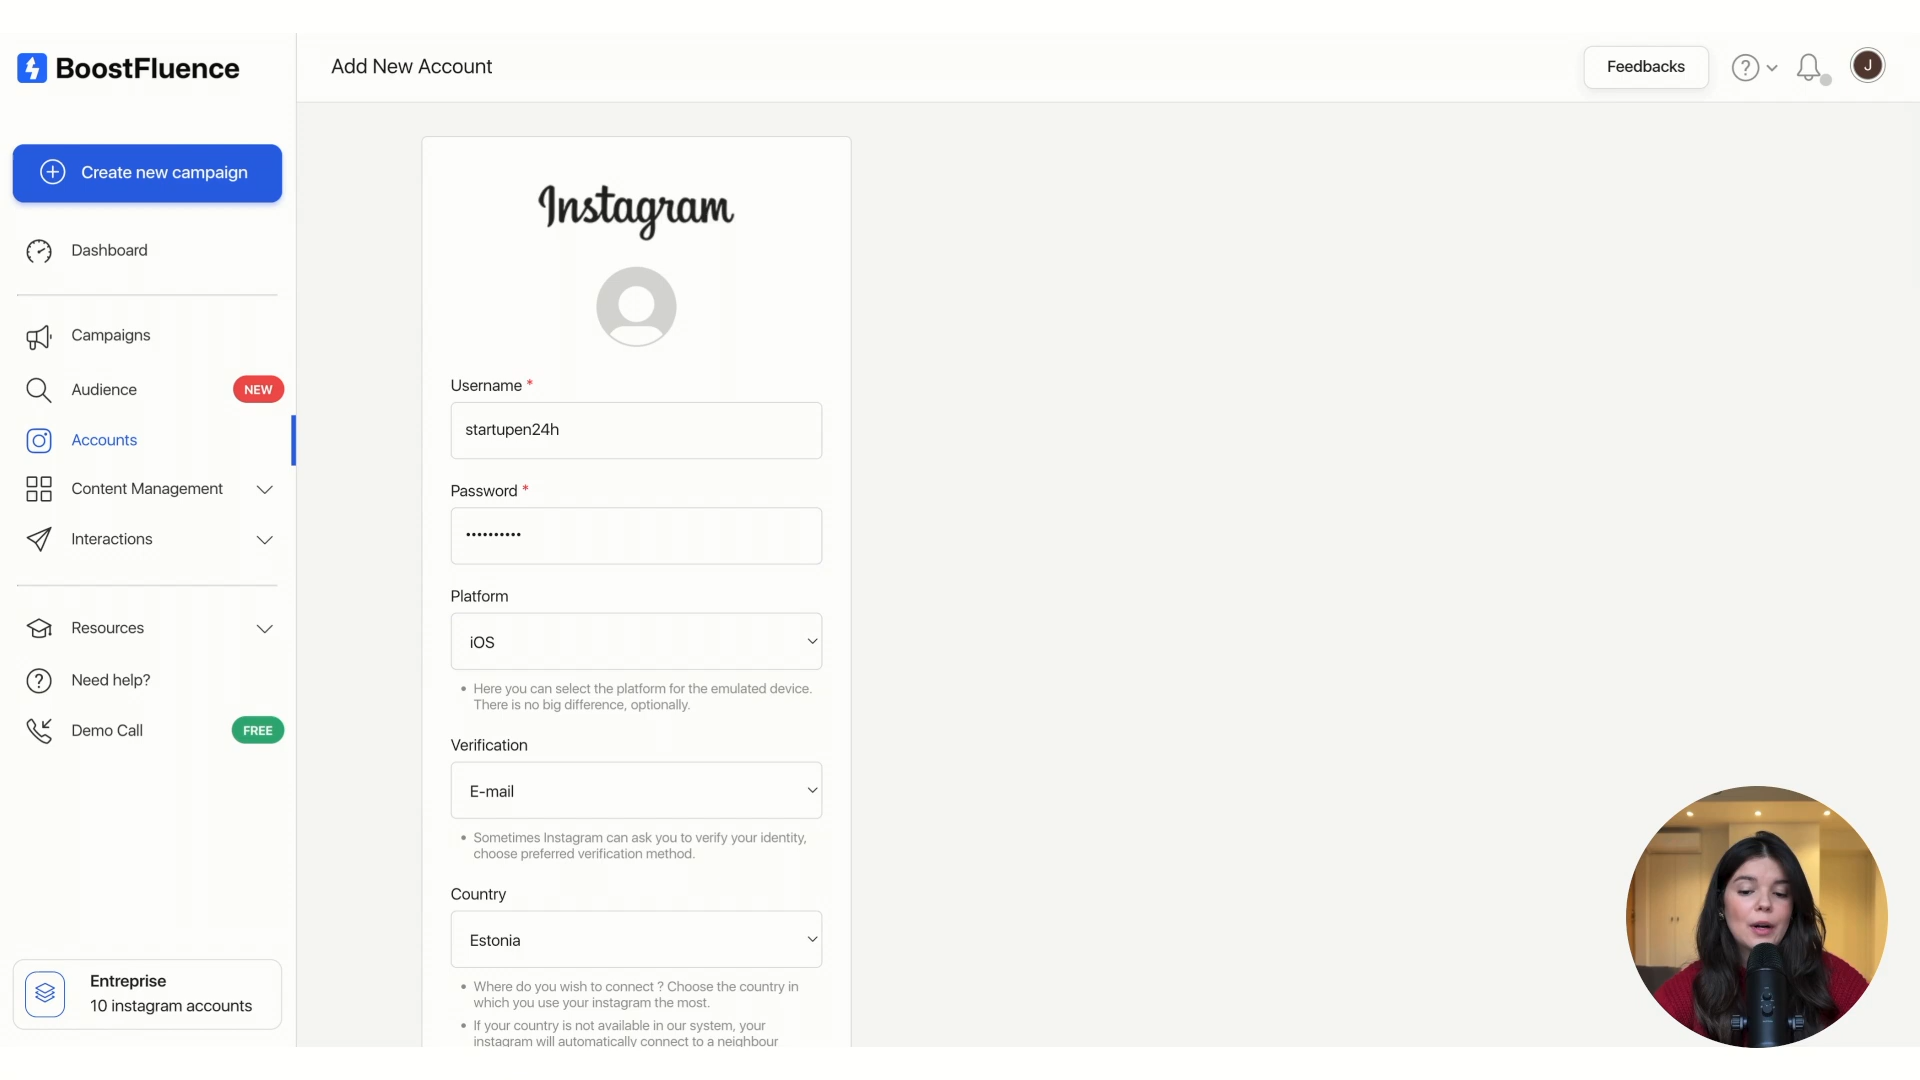 BoostFluence
Add New Account
Feedbacks
J
Create new campaign
Dashboard
Campaigns
Audience
NEW
Accounts
Content Management
Interactions
Resources
Need help?
Demo Call
FREE
Entreprise
10 instagram accounts
Instagram
Username *
startupen24h
Password *
••••••••••
Platform
iOS
• Here you can select the platform for the emulated device.
There is no big difference, optionally.
Verification
E-mail
• Sometimes Instagram can ask you to verify your identity,
choose preferred verification method.
Country
Estonia
• Where do you wish to connect ? Choose the country in
which you use your instagram the most.
• If your country is not available in our system, your
instagram will automatically connect to a neighbour